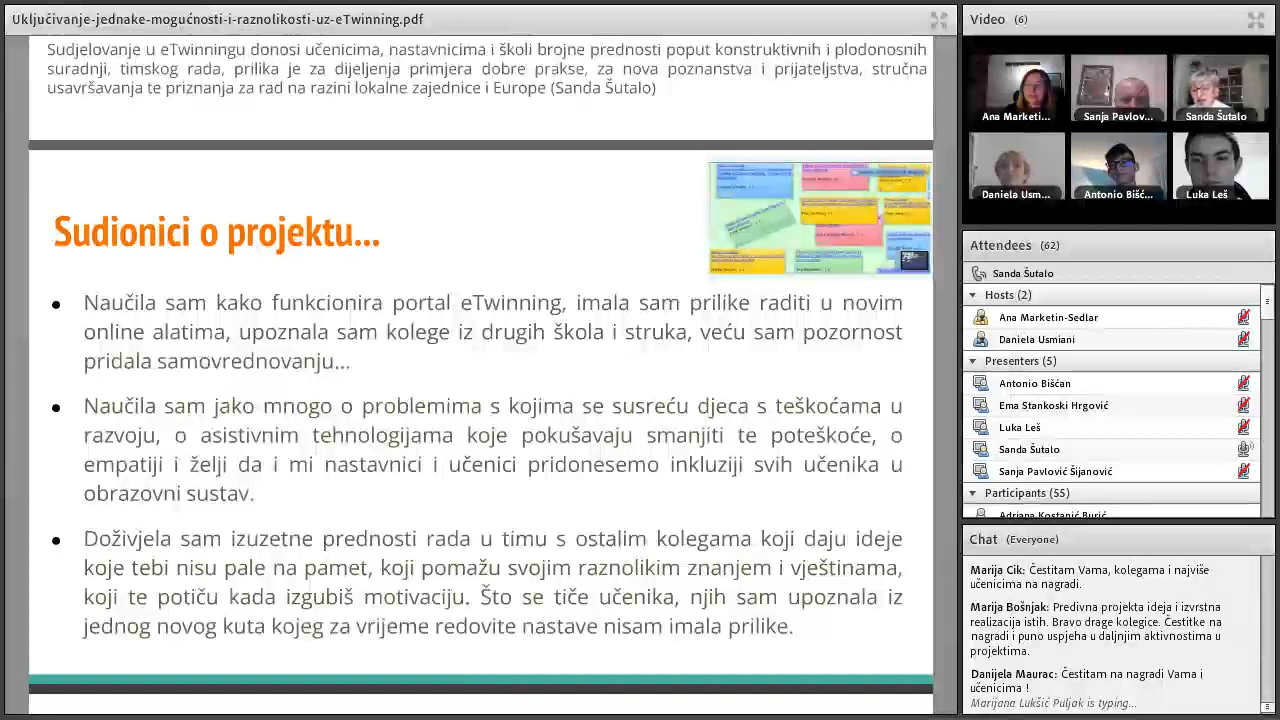 Uključivanje-jednake-mogućnosti-i-raznolikosti-uz-eTwinning.pdf
Sudjelovanje u eTwinningu donosi učenicima, nastavnicima i školi brojne prednosti poput konstruktivnih i plodonosnih
suradnji, timskog rada, prilika je za dijeljenja primjera dobre prakse, za nova poznanstva i prijateljstva, stručna
usavršavanja te priznanja za rad na razini lokalne zajednice i Europe (Sanda Šutalo)
Sudionici o projektu...
• Naučila sam kako funkcionira portal eTwinning, imala sam prilike raditi u novim
online alatima, upoznala sam kolege iz drugih škola i struka, veću sam pozornost
pridala samovrednovanju...
• Naučila sam jako mnogo o problemima s kojima se susreću djeca s teškoćama u
razvoju, o asistivnim tehnologijama koje pokušavaju smanjiti te poteškoće, o
empatiji i želji da i mi nastavnici i učenici pridonesemo inkluziji svih učenika u
obrazovni sustav.
• Doživjela sam izuzetne prednosti rada u timu s ostalim kolegama koji daju ideje
koje tebi nisu pale na pamet, koji pomažu svojim raznolikim znanjem i vještinama,
koji te potiču kada izgubiš motivaciju. Što se tiče učenika, njih sam upoznala iz
jednog novog kuta kojeg za vrijeme redovite nastave nisam imala prilike.
Video (6)
Ana Marketi...
Sanja Pavlov...
Sanda Šutalo
Daniela Usm...
Antonio Bišć...
Luka Leš
Attendees (62)
Sanda Šutalo
Hosts (2)
Ana Marketin-Sedlar
Daniela Usmiani
Presenters (5)
Antonio Bišćan
Ema Stankoski Hrgović
Luka Leš
Sanda Šutalo
Sanja Pavlović Šijanović
Participants (55)
Adriana Kostanić Burić
Chat (Everyone)
Marija Cik: Čestitam Vama, kolegama i najviše
učenicima na nagradi.
Marija Bošnjak: Predivna projekta ideja i izvrstna
realizacija istih. Bravo drage kolegice. Čestitke na
nagradi i puno uspjeha u daljnjim aktivnostima u
projektima.
Danijela Maurac: Čestitam na nagradi Vama i
učenicima !
Marijana Lukšić Puljak is typing...